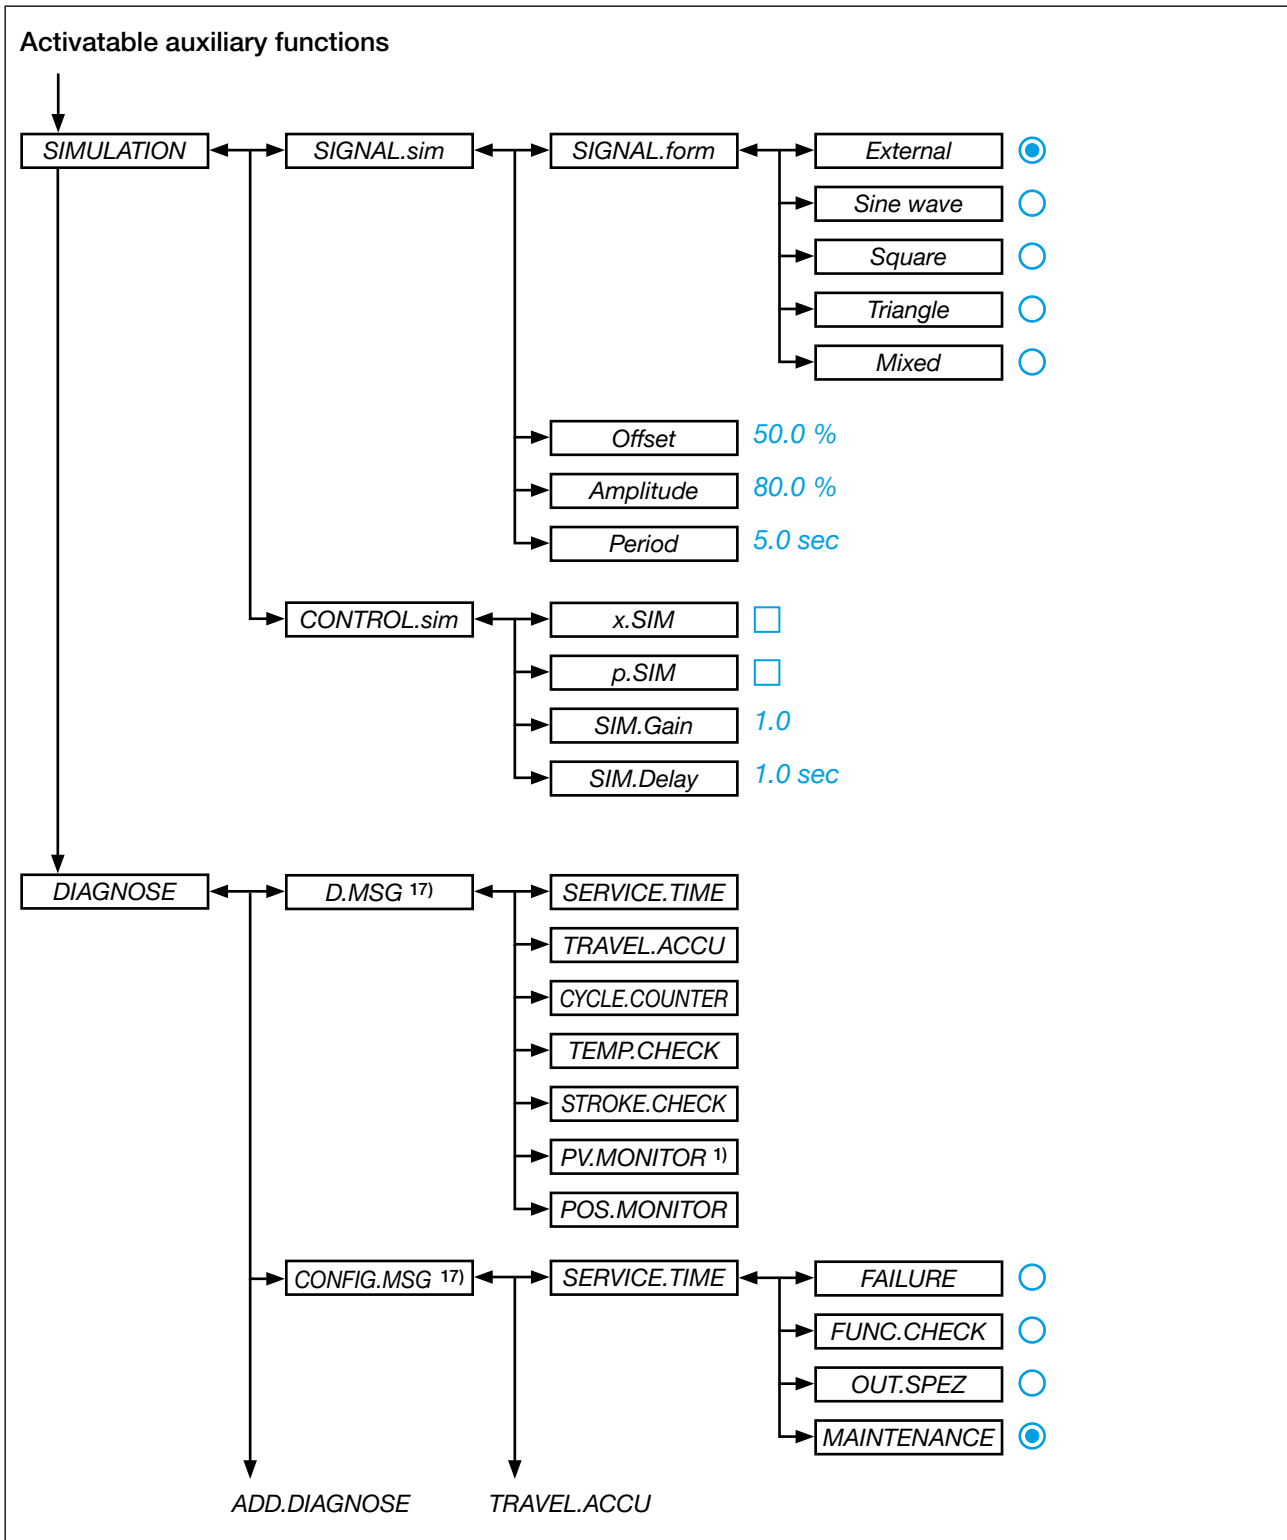 Activatable auxiliary functions
SIMULATION SIGNAL.sim SIGNAL.form External
Sine wave
Square
Triangle
Mixed
Offset 50.0 %
Amplitude 80.0 %
Period 5.0 sec
CONTROL.sim x.SIM
p.SIM
SIM.Gain 1.0
SIM.Delay 1.0 sec
DIAGNOSE D.MSG 17) SERVICE.TIME
TRAVEL.ACCU
CYCLE.COUNTER
TEMP.CHECK
STROKE.CHECK
PV.MONITOR 1)
POS.MONITOR
CONFIG.MSG 17) SERVICE.TIME FAILURE
FUNC.CHECK
OUT.SPEZ
MAINTENANCE
ADD.DIAGNOSE TRAVEL.ACCU